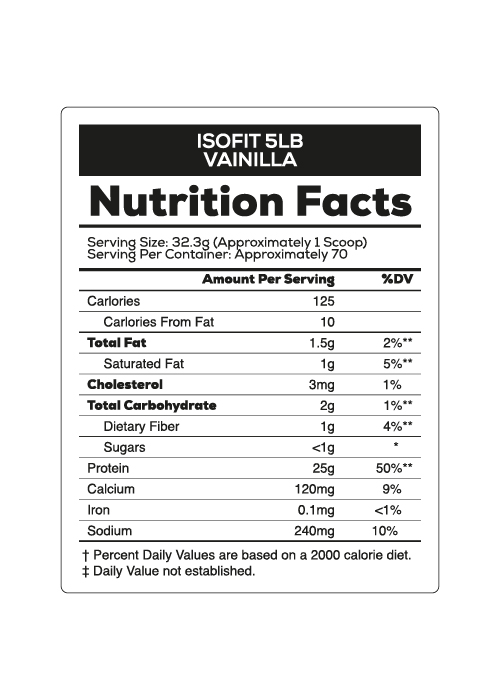 ISOFIT 5LB
VAINILLA
Nutrition Facts
Serving Size: 32.3g (Approximately 1 Scoop)
Serving Per Container: Approximately 70
Amount Per Serving %DV
Carlories 125
Carlories From Fat 10
Total Fat 1.5g 2%**
Saturated Fat 1g 5%**
Cholesterol 3mg 1%
Total Carbohydrate 2g 1%**
Dietary Fiber 1g 4%**
Sugars <1g *
Protein 25g 50%**
Calcium 120mg 9%
Iron 0.1mg <1%
Sodium 240mg 10%
† Percent Daily Values are based on a 2000 calorie diet.
‡ Daily Value not established.